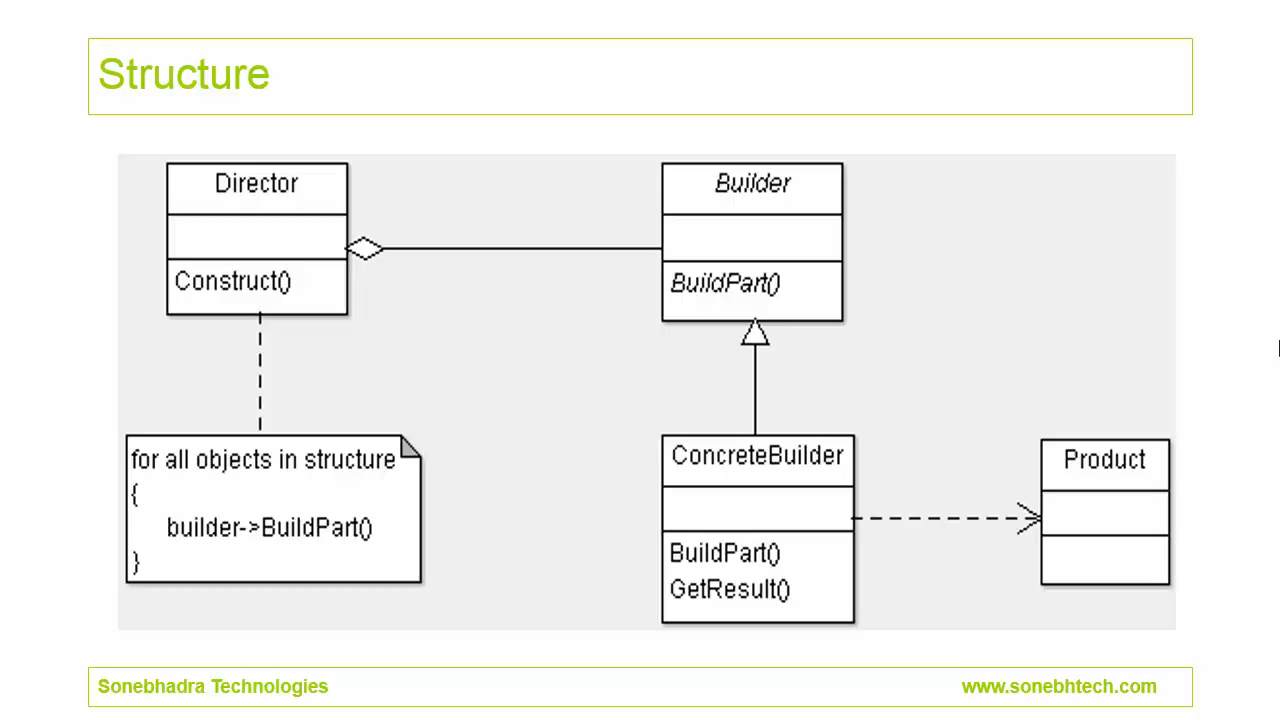 Structure
Director
Construct()
Builder
BuildPart()
for all objects in structure
{
builder->BuildPart()
}
ConcreteBuilder
BuildPart()
GetResult()
Product
Sonebhadra Technologies
www.sonebhtech.com